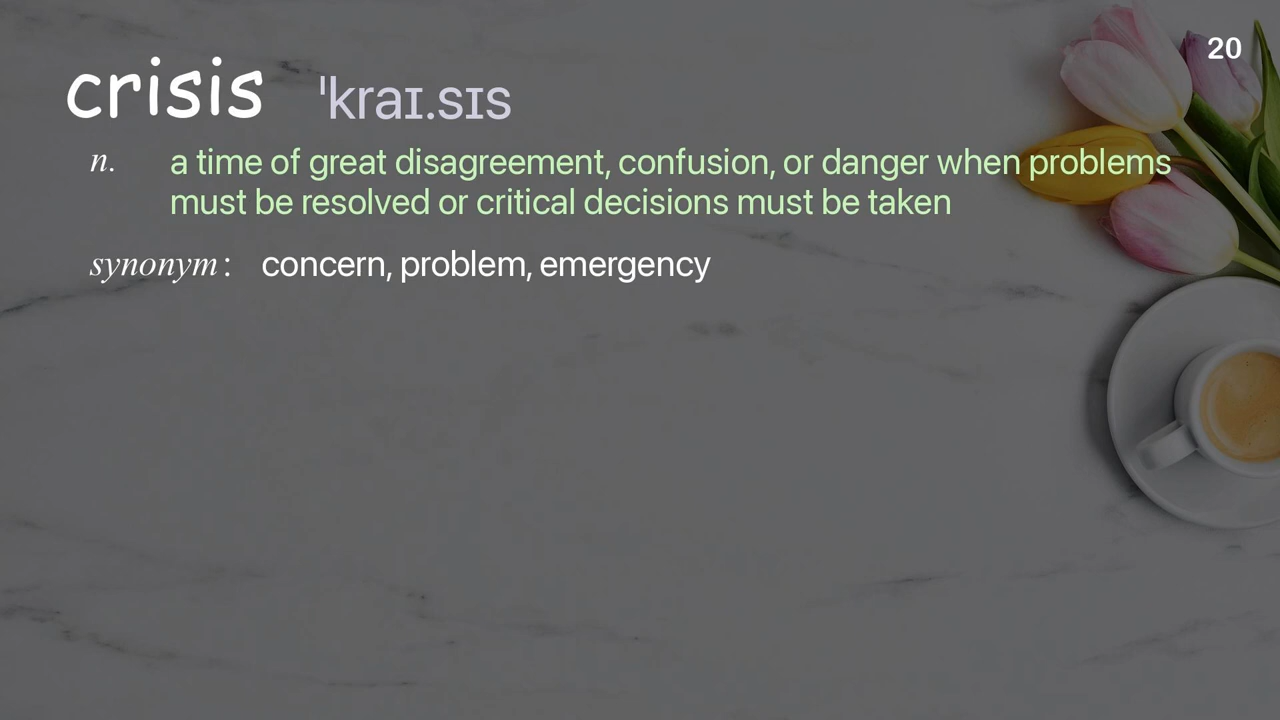 20
crisis ˈkraɪ.sɪs
n. a time of great disagreement, confusion, or danger when problems
must be resolved or critical decisions must be taken
synonym : concern, problem, emergency